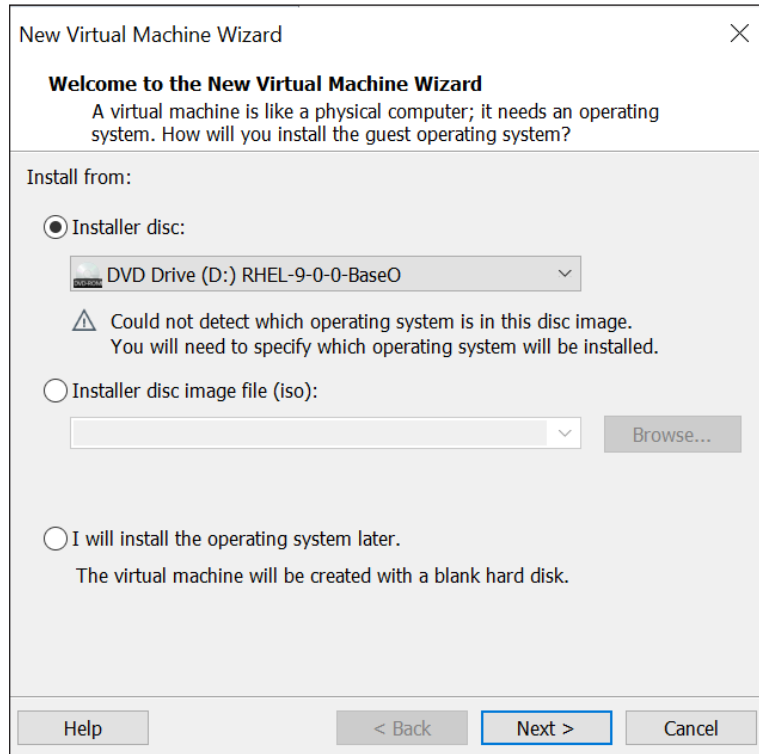 New Virtual Machine Wizard
Welcome to the New Virtual Machine Wizard
A virtual machine is like a physical computer; it needs an operating
system. How will you install the guest operating system?
Install from:
Installer disc:
DVD-ROM
DVD Drive (D:) RHEL-9-0-0-BaseO
Could not detect which operating system is in this disc image.
You will need to specify which operating system will be installed.
Installer disc image file (iso):
Browse...
I will install the operating system later.
The virtual machine will be created with a blank hard disk.
Help
< Back
Next >
Cancel